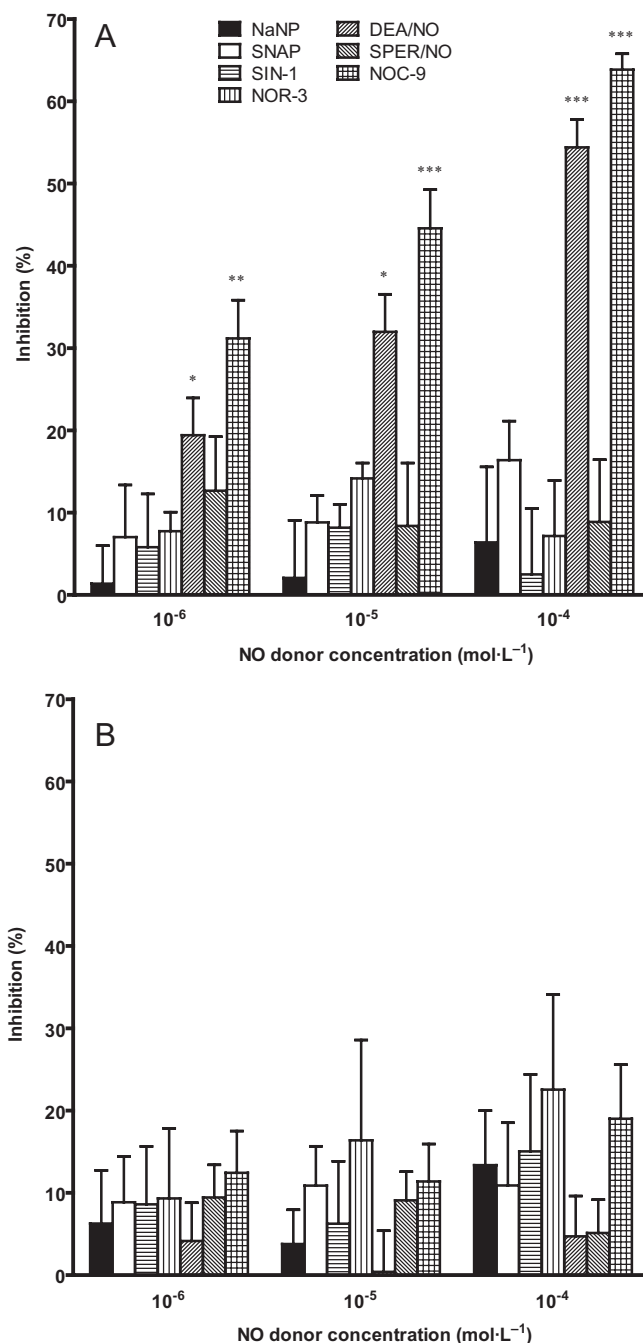 A
NaNP
SNAP
SIN-1
NOR-3
DEA/NO
SPER/NO
NOC-9
70
60
50
40
30
20
10
0
Inhibition (%)
*
**
*
***
***
***
10⁻⁶
10⁻⁵
10⁻⁴
NO donor concentration (mol·L⁻¹)
B
70
60
50
40
30
20
10
0
Inhibition (%)
10⁻⁶
10⁻⁵
10⁻⁴
NO donor concentration (mol·L⁻¹)